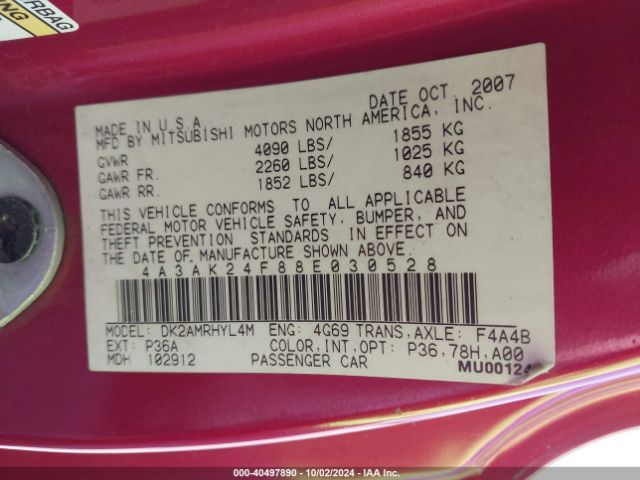 AIRBAG
DATE OCT. 2007
MADE IN U.S.A.
MFD BY MITSUBISHI MOTORS NORTH AMERICA, INC.
GVWR 4090 LBS/ 1855 KG
GAWR FR. 2260 LBS/ 1025 KG
GAWR RR. 1852 LBS/ 840 KG
THIS VEHICLE CONFORMS TO ALL APPLICABLE
FEDERAL MOTOR VEHICLE SAFETY, BUMPER, AND
THEFT PREVENTION STANDARDS IN EFFECT ON
THE DATE OF MANUFACTURE SHOWN ABOVE.
4A3AK24F88E030528
MODEL: DK2AMRHYL4M ENG: 4G69 TRANS,AXLE: F4A4B
EXT: P36A COLOR,INT,OPT: P36,78H,A00
MDH 102912 PASSENGER CAR
MU00124
000-40497890 - 10/02/2024 - IAA Inc.